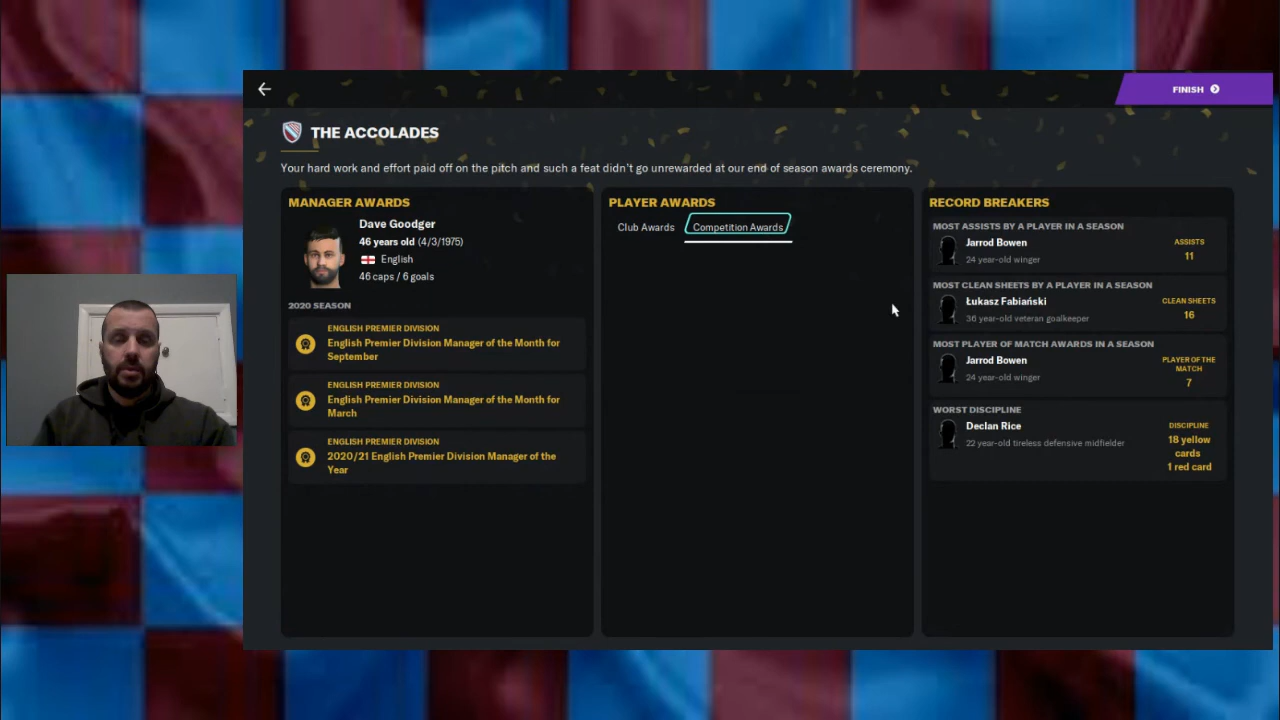 FINISH
THE ACCOLADES
Your hard work and effort paid off on the pitch and such a feat didn't go unrewarded at our end of season awards ceremony.
MANAGER AWARDS
Dave Goodger
46 years old (4/3/1975)
English
46 caps / 6 goals
2020 SEASON
ENGLISH PREMIER DIVISION
English Premier Division Manager of the Month for
September
ENGLISH PREMIER DIVISION
English Premier Division Manager of the Month for
March
ENGLISH PREMIER DIVISION
2020/21 English Premier Division Manager of the
Year
PLAYER AWARDS
Club Awards Competition Awards
RECORD BREAKERS
MOST ASSISTS BY A PLAYER IN A SEASON
Jarrod Bowen
24 year-old winger
ASSISTS
11
MOST CLEAN SHEETS BY A PLAYER IN A SEASON
Łukasz Fabiański
36 year-old veteran goalkeeper
CLEAN SHEETS
16
MOST PLAYER OF MATCH AWARDS IN A SEASON
Jarrod Bowen
24 year-old winger
PLAYER OF THE
MATCH
7
WORST DISCIPLINE
Declan Rice
22 year-old tireless defensive midfielder
DISCIPLINE
18 yellow
cards
1 red card